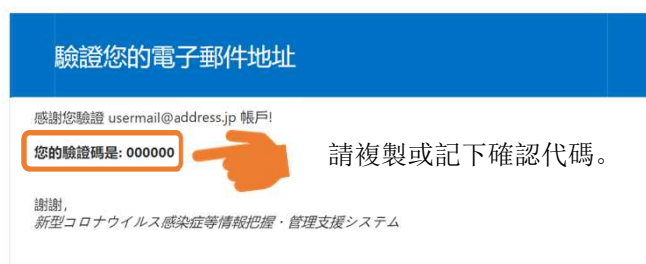 驗證您的電子郵件地址
感謝您驗證 usermail@address.jp 帳戶!
您的驗證碼是: 000000
請複製或記下確認代碼。
謝謝,
新型コロナウイルス感染症等情報把握・管理支援システム